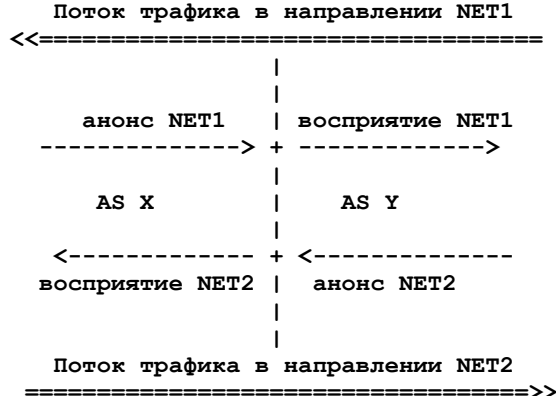 Поток трафика в направлении NET1
<<===================================
|
|
анонс NET1 | восприятие NET1
--------------> + -------------->
|
AS X | AS Y
|
<-------------- + <--------------
восприятие NET2 | анонс NET2
|
|
Поток трафика в направлении NET2
===================================>>